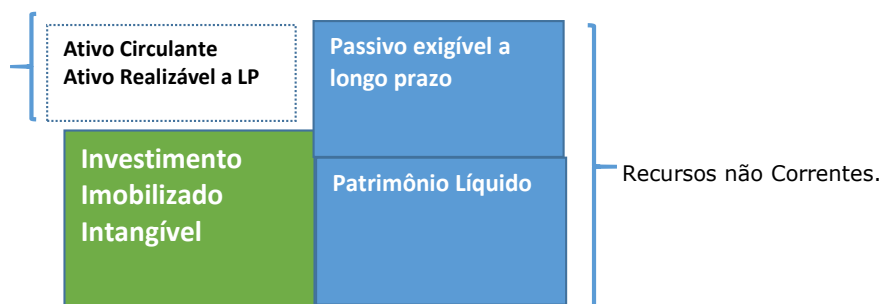 Ativo Circulante
Ativo Realizável a LP
Passivo exigível a
longo prazo
Investimento
Imobilizado
Intangível
Patrimônio Líquido
Recursos não Correntes.